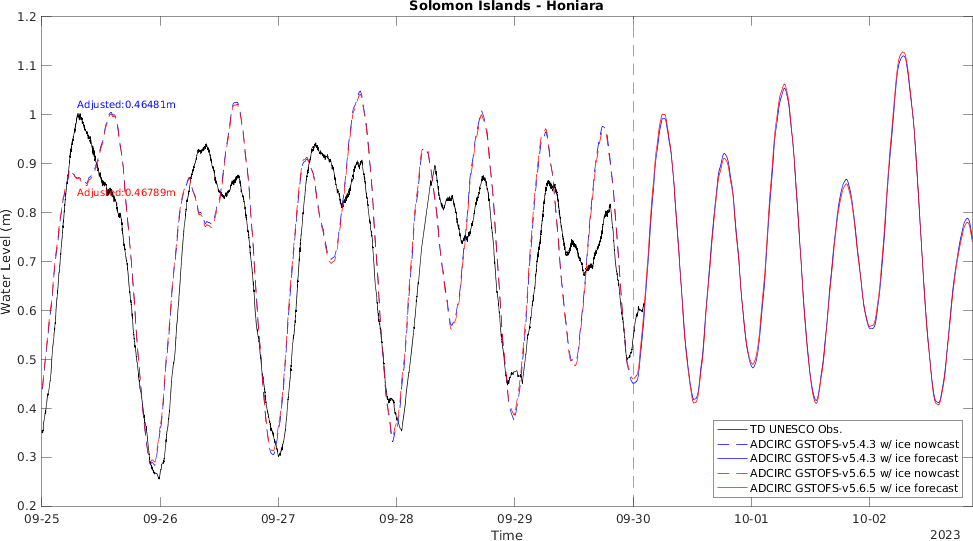 Solomon Islands - Honiara
1.2
1.1
1
0.9
0.8
0.7
0.6
0.5
0.4
0.3
0.2
Water Level (m)
Adjusted:0.46481m
Adjusted:0.46789m
TD UNESCO Obs.
ADCIRC GSTOFS-v5.4.3 w/ ice nowcast
ADCIRC GSTOFS-v5.4.3 w/ ice forecast
ADCIRC GSTOFS-v5.6.5 w/ ice nowcast
ADCIRC GSTOFS-v5.6.5 w/ ice forecast
09-25 09-26 09-27 09-28 09-29 09-30 10-01 10-02
Time
2023